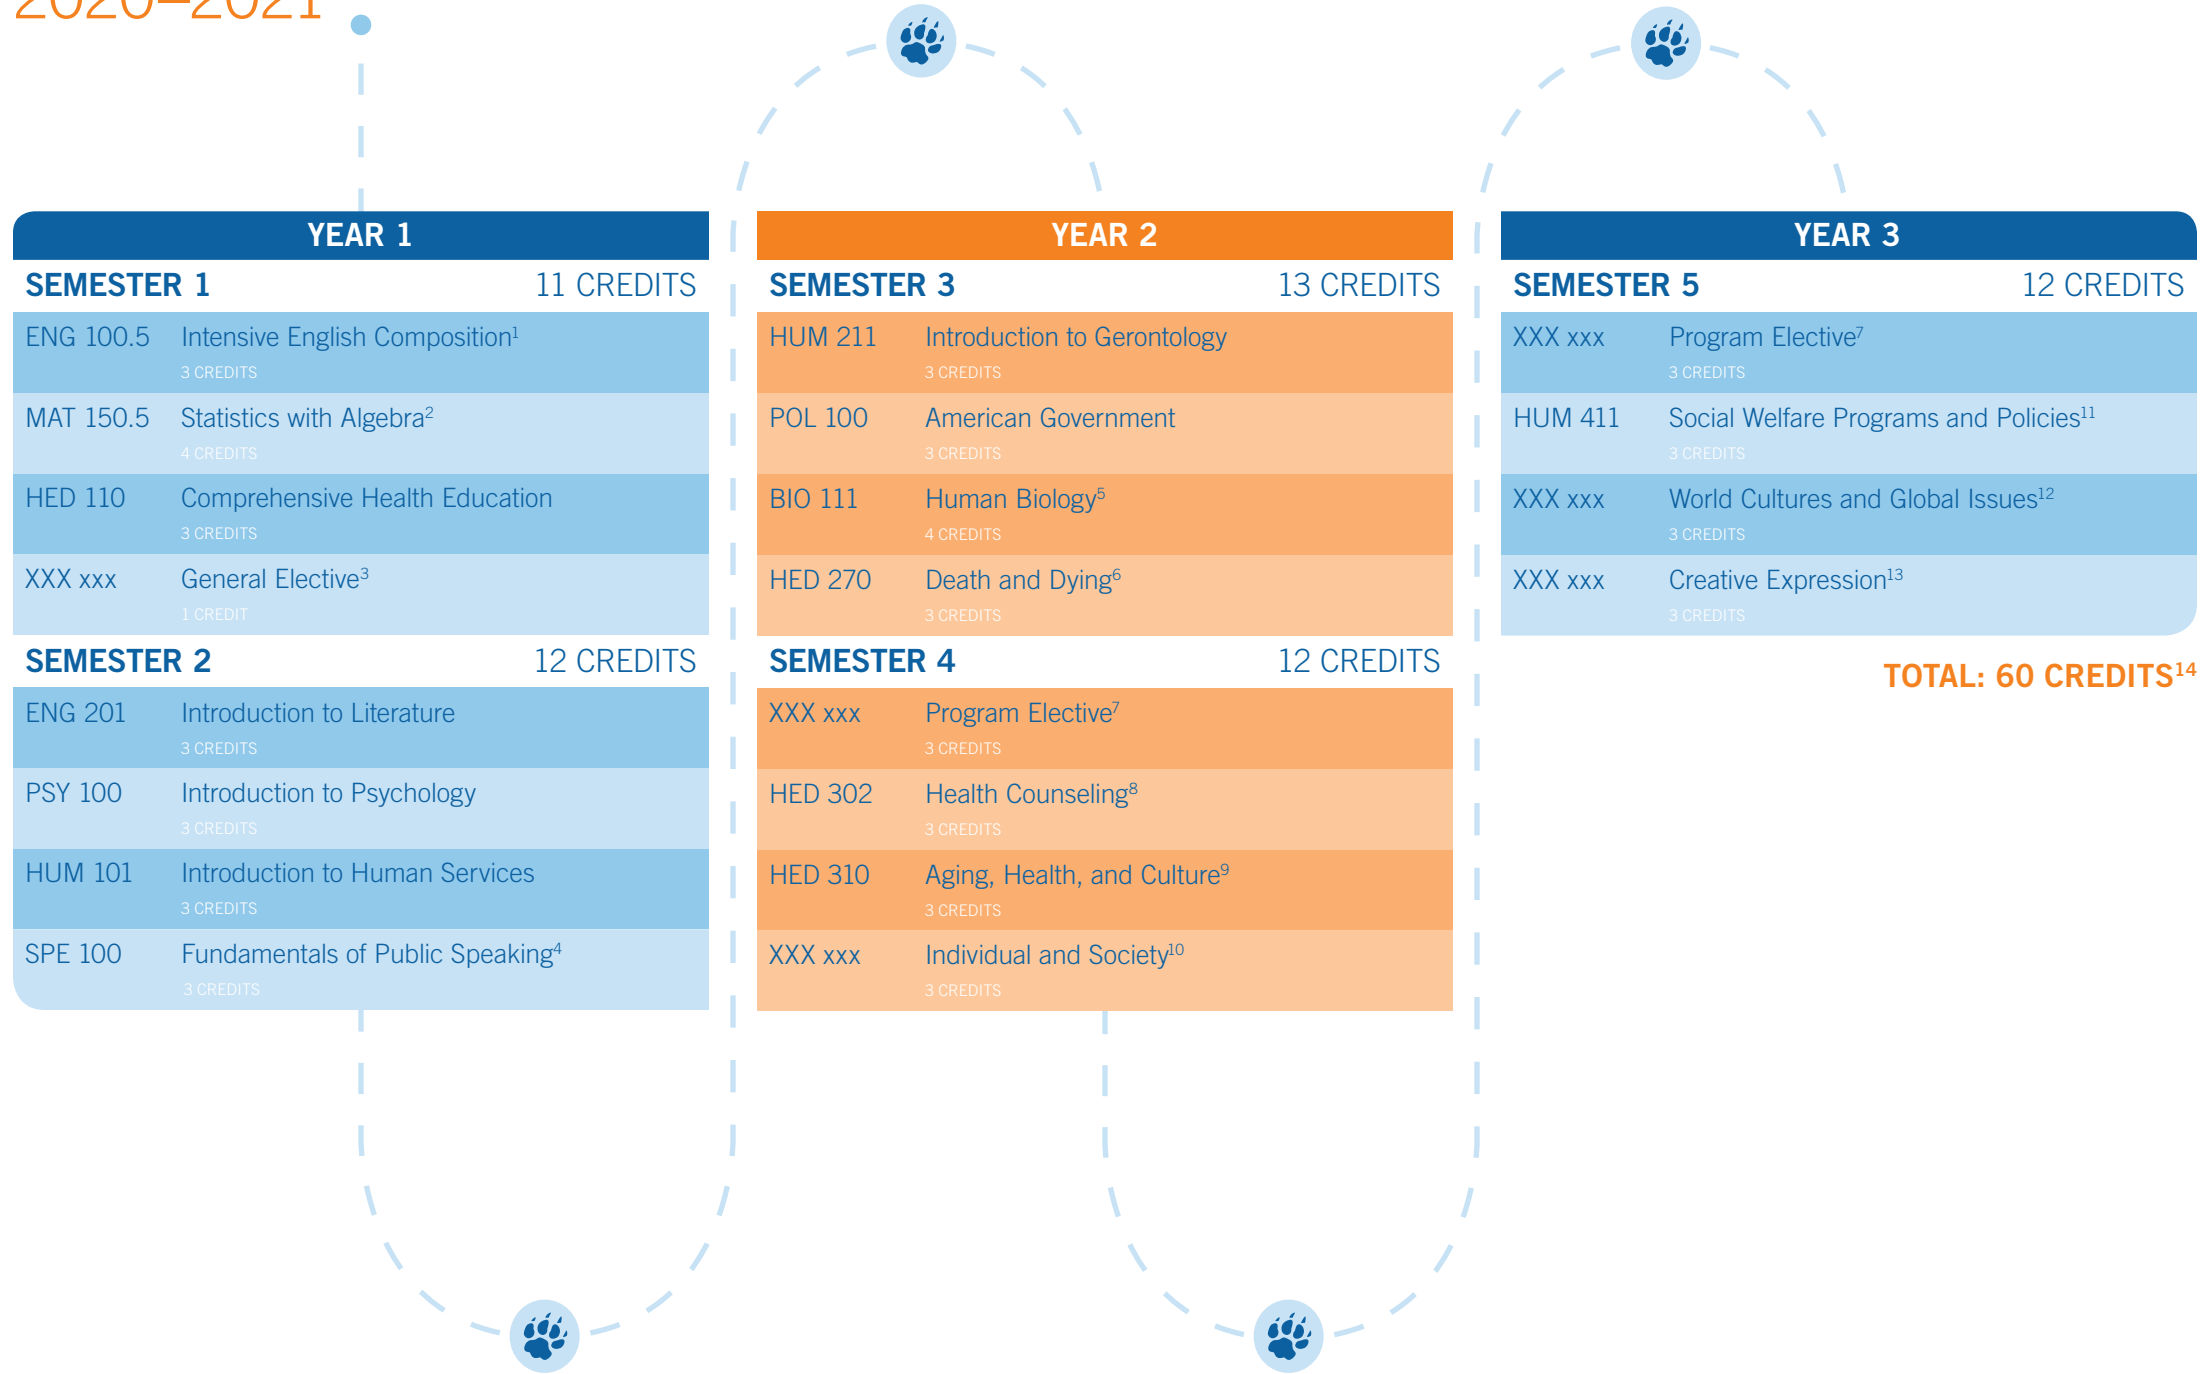 2020–2021
YEAR 1
SEMESTER 1 11 CREDITS
ENG 100.5 Intensive English Composition¹
3 CREDITS
MAT 150.5 Statistics with Algebra²
4 CREDITS
HED 110 Comprehensive Health Education
3 CREDITS
XXX xxx General Elective³
1 CREDIT
SEMESTER 2 12 CREDITS
ENG 201 Introduction to Literature
3 CREDITS
PSY 100 Introduction to Psychology
3 CREDITS
HUM 101 Introduction to Human Services
3 CREDITS
SPE 100 Fundamentals of Public Speaking⁴
3 CREDITS
YEAR 2
SEMESTER 3 13 CREDITS
HUM 211 Introduction to Gerontology
3 CREDITS
POL 100 American Government
3 CREDITS
BIO 111 Human Biology⁵
4 CREDITS
HED 270 Death and Dying⁶
3 CREDITS
SEMESTER 4 12 CREDITS
XXX xxx Program Elective⁷
3 CREDITS
HED 302 Health Counseling⁸
3 CREDITS
HED 310 Aging, Health, and Culture⁹
3 CREDITS
XXX xxx Individual and Society¹⁰
3 CREDITS
YEAR 3
SEMESTER 5 12 CREDITS
XXX xxx Program Elective⁷
3 CREDITS
HUM 411 Social Welfare Programs and Policies¹¹
3 CREDITS
XXX xxx World Cultures and Global Issues¹²
3 CREDITS
XXX xxx Creative Expression¹³
3 CREDITS
TOTAL: 60 CREDITS¹⁴